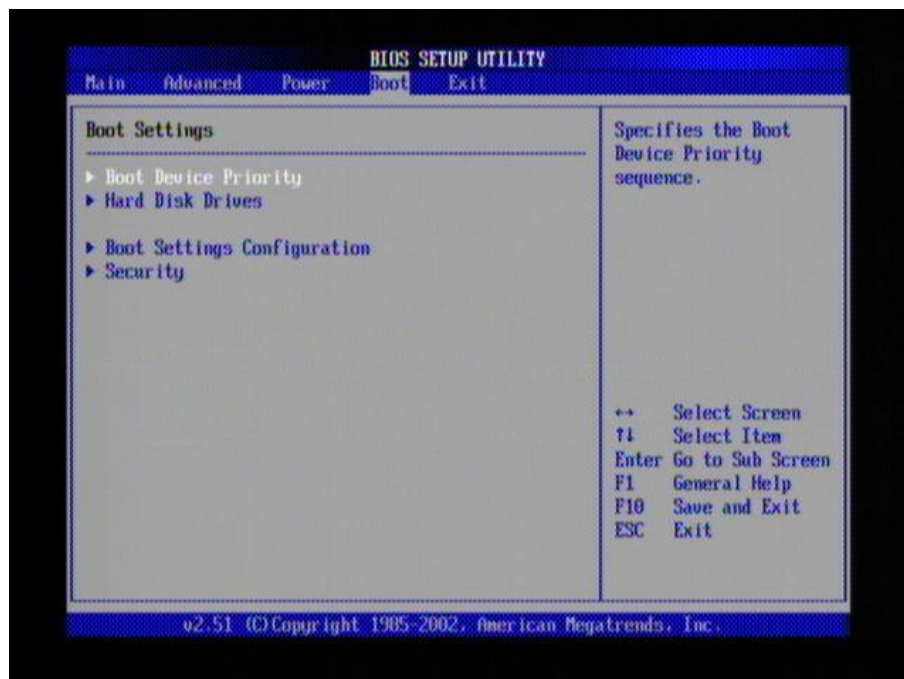 BIOS SETUP UTILITY
Main Advanced Power Boot Exit
Boot Settings
▶ Boot Device Priority
▶ Hard Disk Drives
▶ Boot Settings Configuration
▶ Security
Specifies the Boot
Device Priority
sequence.
↔ Select Screen
↑↓ Select Item
Enter Go to Sub Screen
F1 General Help
F10 Save and Exit
ESC Exit
v2.51 (C)Copyright 1985-2002, American Megatrends, Inc.